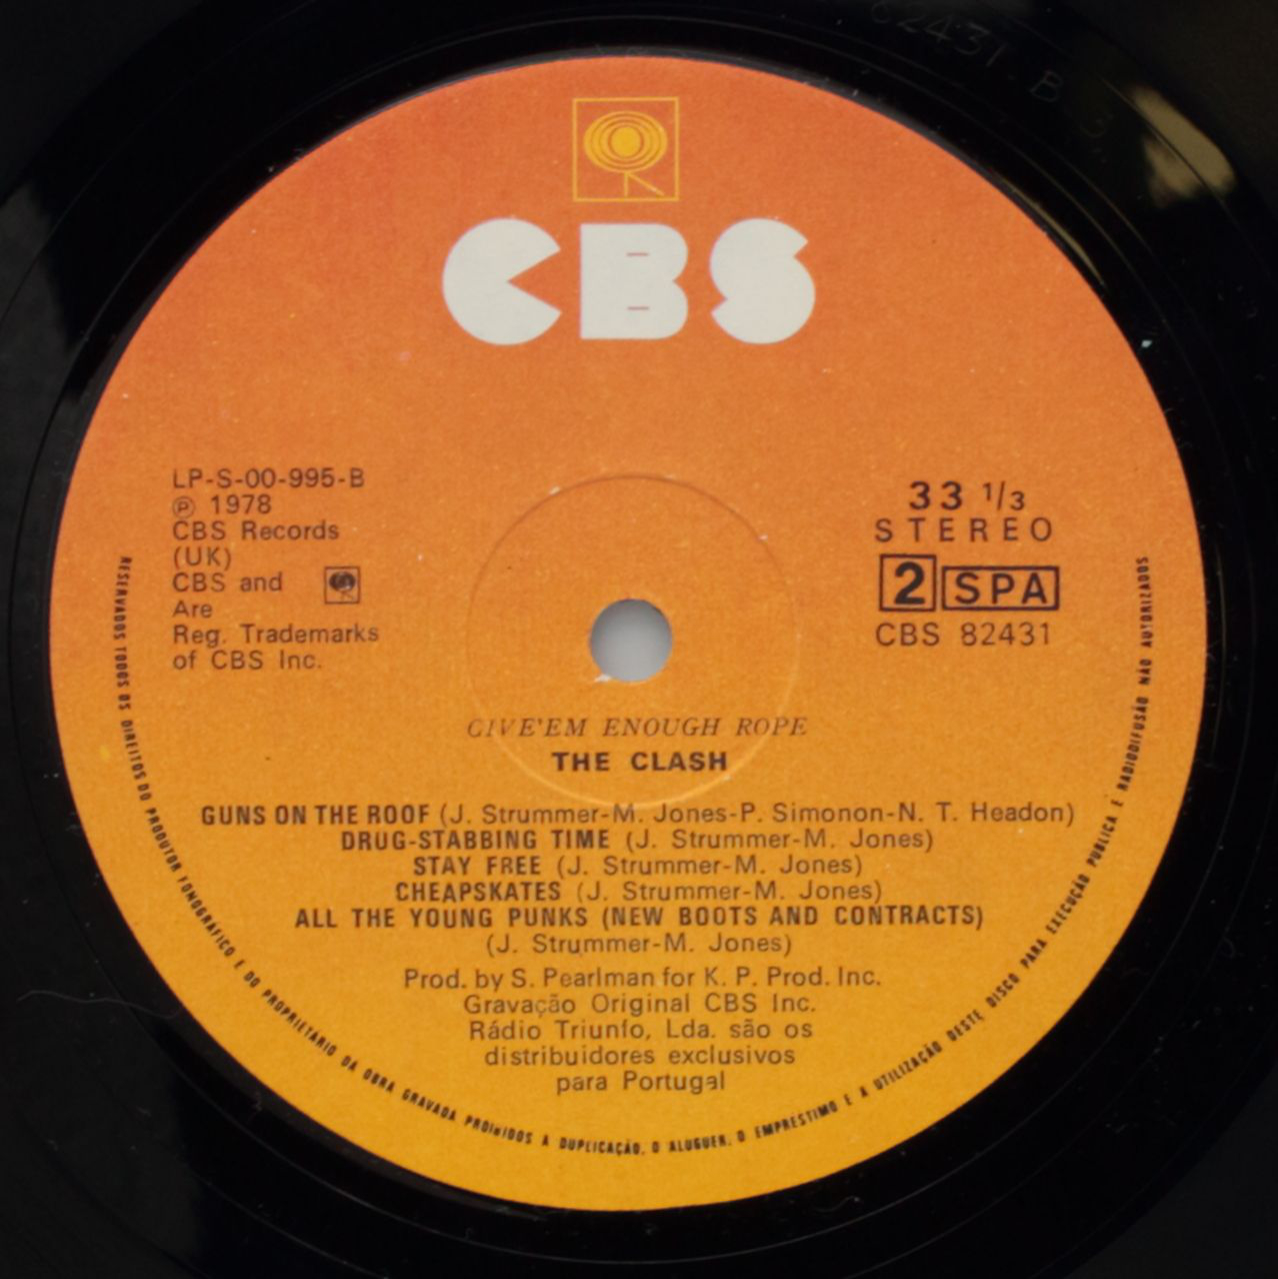 82431 . B
CBS
LP-S-00-995-B
℗ 1978
CBS Records
(UK)
CBS and
Are
Reg. Trademarks
of CBS Inc.
33 1/3
STEREO
2 SPA
CBS 82431
GIVE'EM ENOUGH ROPE
THE CLASH
GUNS ON THE ROOF (J. Strummer-M. Jones-P. Simonon-N. T. Headon)
DRUG-STABBING TIME (J. Strummer-M. Jones)
STAY FREE (J. Strummer-M. Jones)
CHEAPSKATES (J. Strummer-M. Jones)
ALL THE YOUNG PUNKS (NEW BOOTS AND CONTRACTS)
(J. Strummer-M. Jones)
Prod. by S. Pearlman for K. P. Prod. Inc.
Gravação Original CBS Inc.
Rádio Triunfo, Lda. são os
distribuidores exclusivos
para Portugal
RESERVADOS TODOS OS DIREITOS DO PRODUTOR FONOGRÁFICO E DO PROPRIETARIO DA OBRA GRAVADA PROIBIDOS A DUPLICAÇÃO, O ALUGUER, O EMPRÉSTIMO E A UTILIZAÇÃO DESTE DISCO PARA EXECUÇÃO PUBLICA E RADIODIFUSÃO NÃO AUTORIZADOS